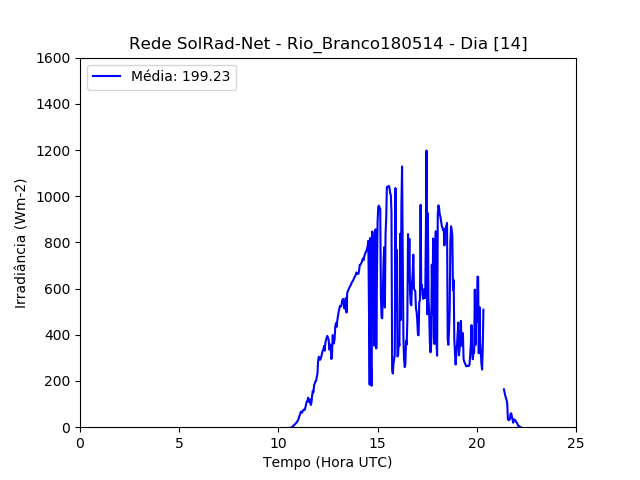 Rede SolRad-Net - Rio_Branco180514 - Dia [14]
Média: 199.23
1600
1400
1200
1000
800
600
400
200
0
Irradiância (Wm-2)
0 5 10 15 20 25
Tempo (Hora UTC)